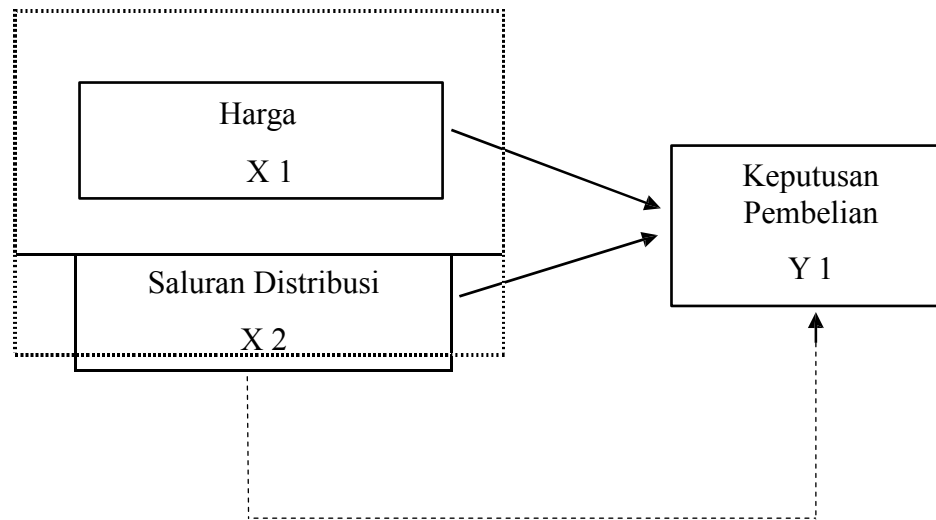 Harga
X 1
Saluran Distribusi
X 2
Keputusan
Pembelian
Y 1